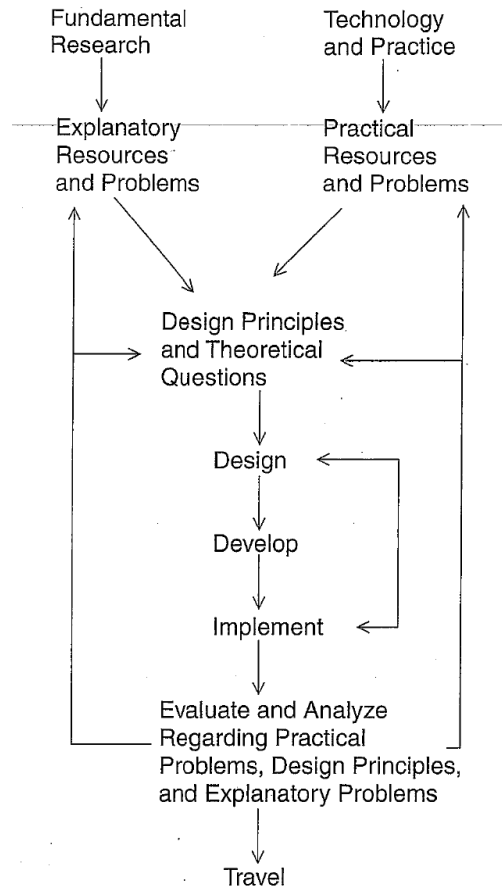 Fundamental
Research
Technology
and Practice
Explanatory
Resources
and Problems
Practical
Resources
and Problems
Design Principles
and Theoretical
Questions
Design
Develop
Implement
Evaluate and Analyze
Regarding Practical
Problems, Design Principles,
and Explanatory Problems
Travel